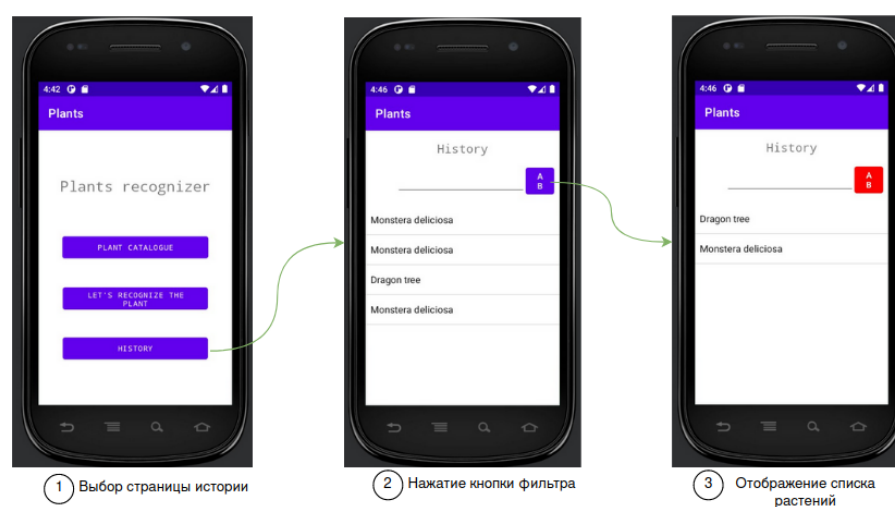 4:42
Plants
Plants recognizer
PLANT CATALOGUE
LET'S RECOGNIZE THE
PLANT
HISTORY
1 Выбор страницы истории
4:46
Plants
History
A
B
Monstera deliciosa
Monstera deliciosa
Dragon tree
Monstera deliciosa
2 Нажатие кнопки фильтра
4:46
Plants
History
A
B
Dragon tree
Monstera deliciosa
3 Отображение списка
растений